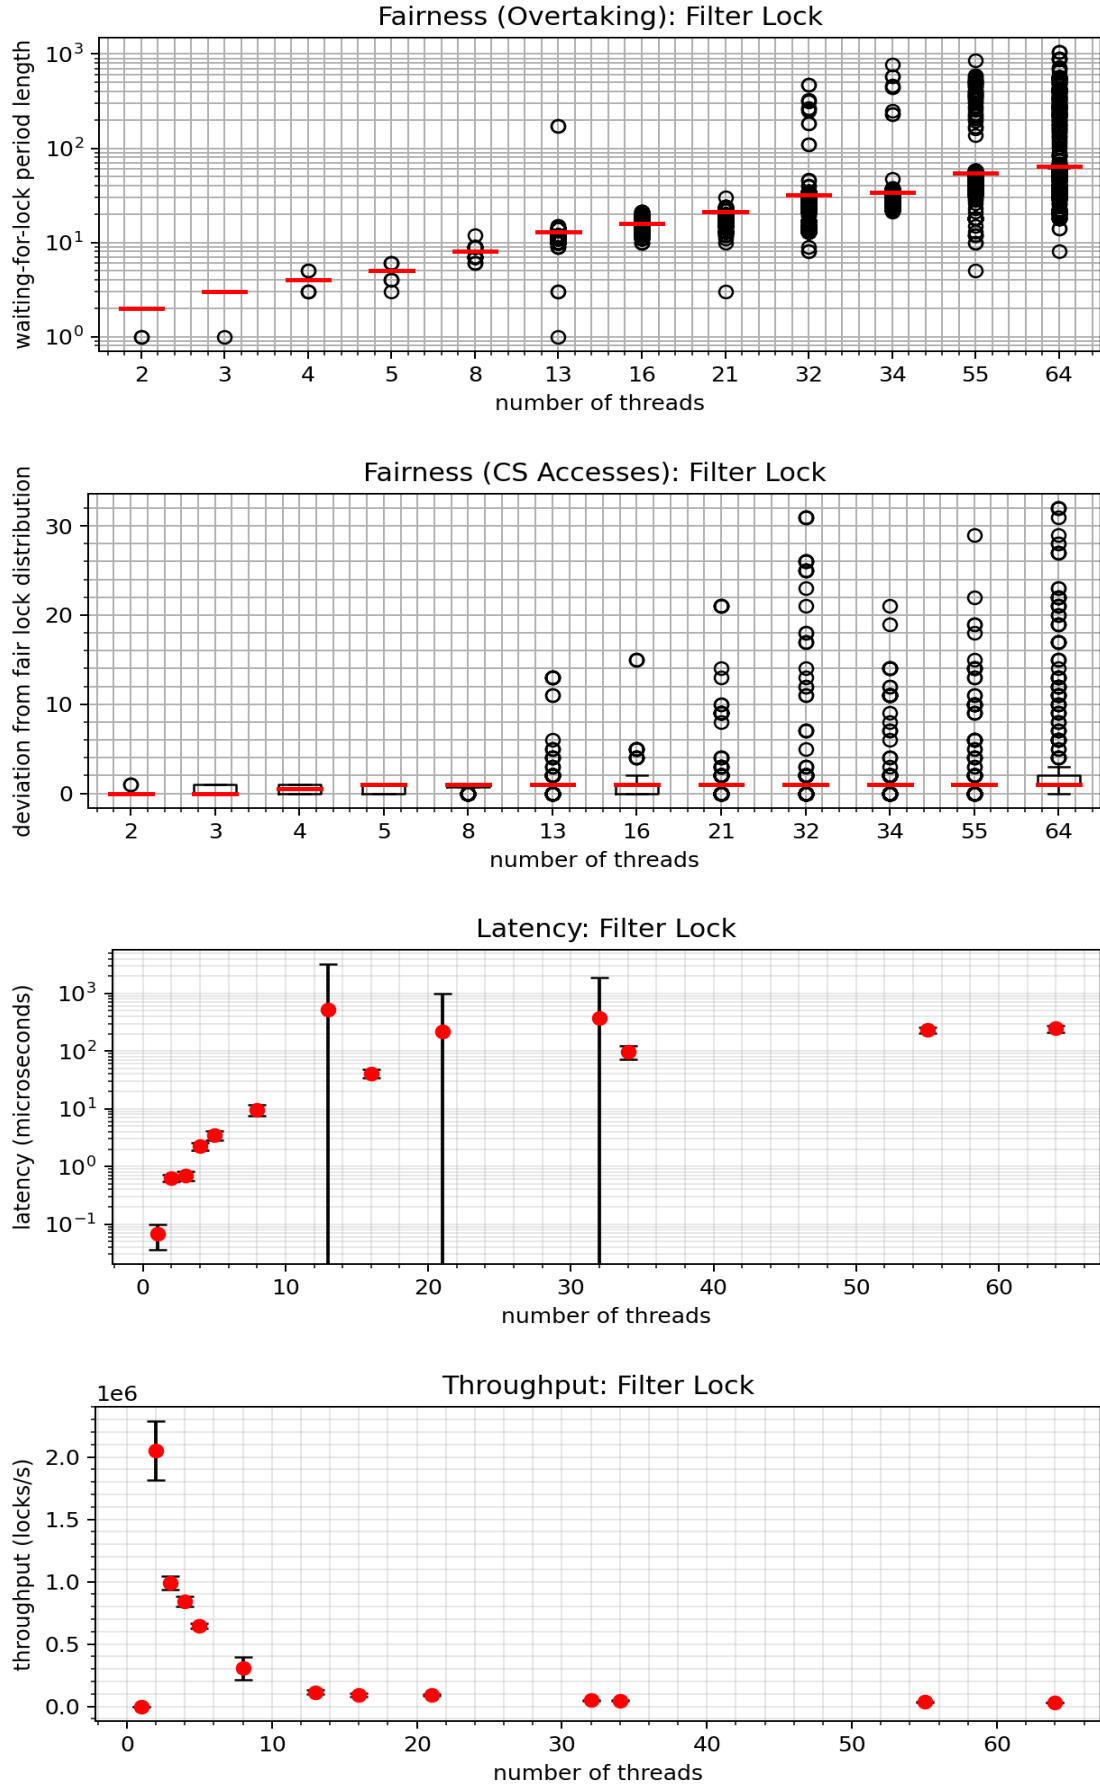 Fairness (Overtaking): Filter Lock
waiting-for-lock period length
10³
10²
10¹
10⁰
2 3 4 5 8 13 16 21 32 34 55 64
number of threads
Fairness (CS Accesses): Filter Lock
deviation from fair lock distribution
30
20
10
0
2 3 4 5 8 13 16 21 32 34 55 64
number of threads
Latency: Filter Lock
latency (microseconds)
10³
10²
10¹
10⁰
10⁻¹
0 10 20 30 40 50 60
number of threads
Throughput: Filter Lock
1e6
throughput (locks/s)
2.0
1.5
1.0
0.5
0.0
0 10 20 30 40 50 60
number of threads